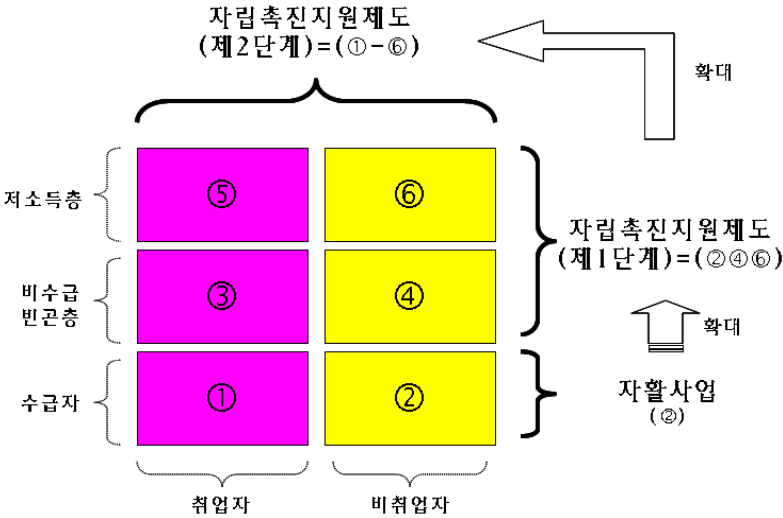 자립촉진지원제도
(제2단계)=(①-⑥)
확대
⑤
⑥
저소득층
자립촉진지원제도
(제1단계)=(②④⑥)
③
④
비수급
빈곤층
확대
①
②
수급자
자활사업
(②)
취업자
비취업자